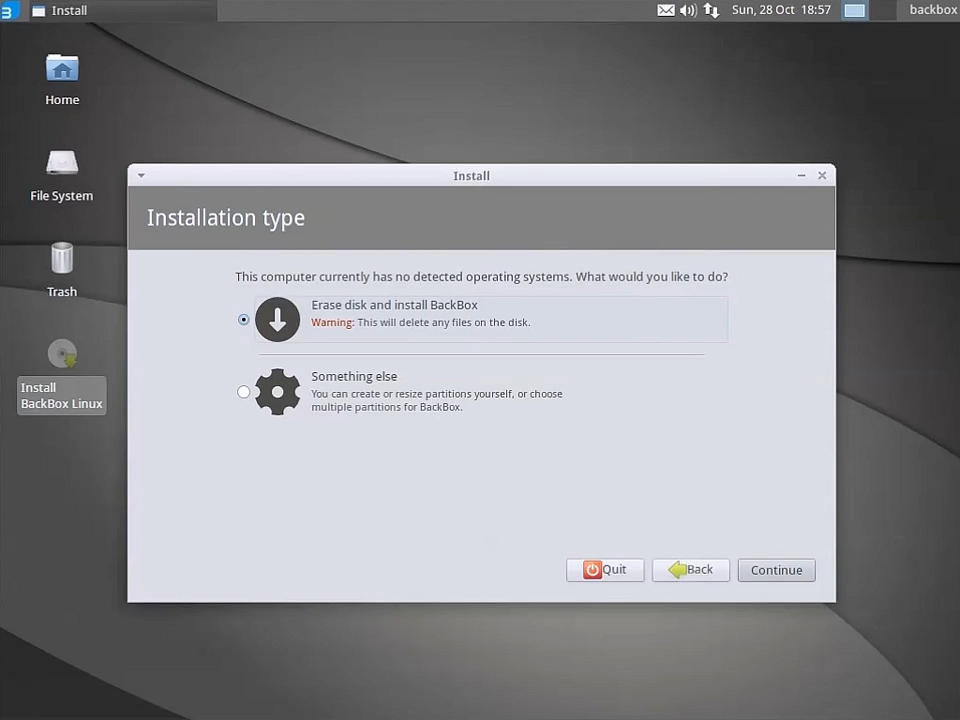 Install
Sun, 28 Oct 18:57
backbox
Home
File System
Trash
Install
BackBox Linux
Install
Installation type
This computer currently has no detected operating systems. What would you like to do?
Erase disk and install BackBox
Warning: This will delete any files on the disk.
Something else
You can create or resize partitions yourself, or choose
multiple partitions for BackBox.
Quit
Back
Continue